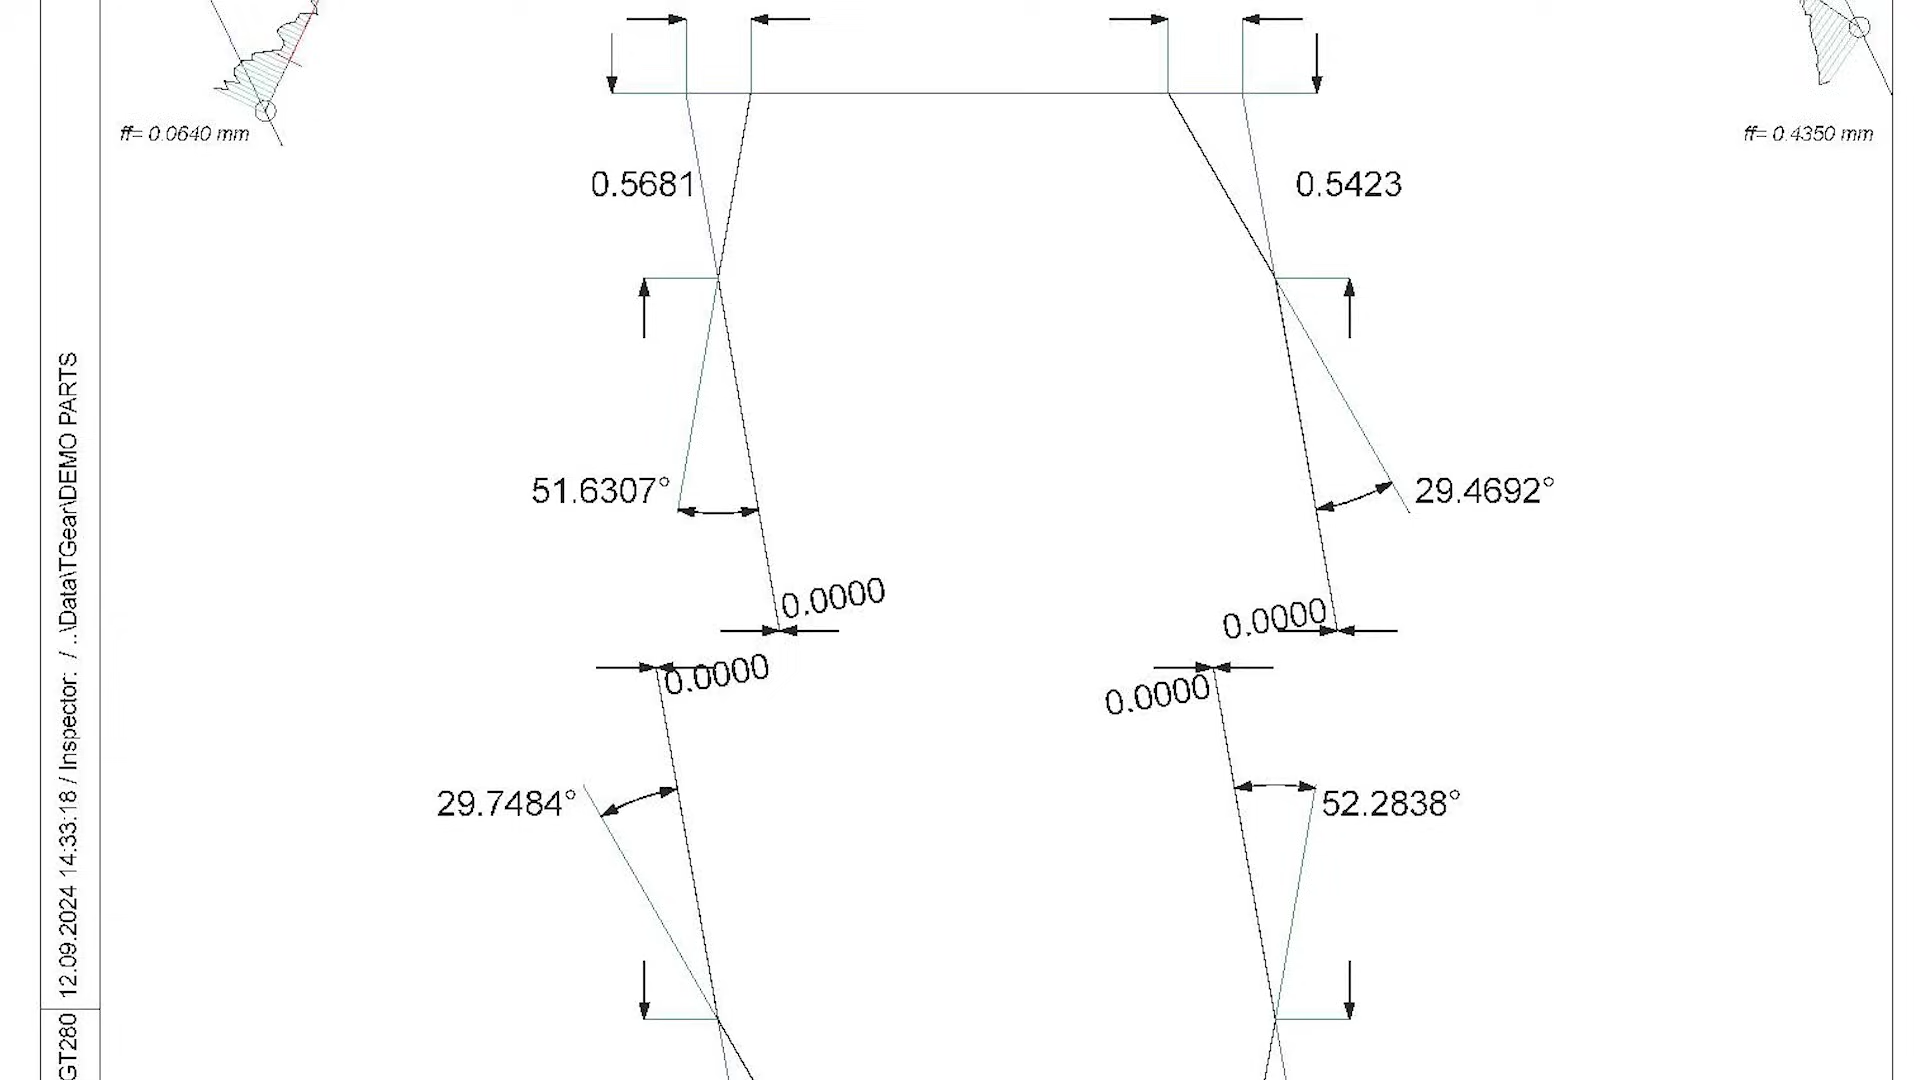 ff= 0.0640 mm
ff= 0.4350 mm
0.5681
0.5423
51.6307°
29.4692°
0.0000
0.0000
0.0000
0.0000
29.7484°
52.2838°
12.09.2024 14:33:18 / Inspector: / ..\Data\TGear\DEMO PARTS
GT280